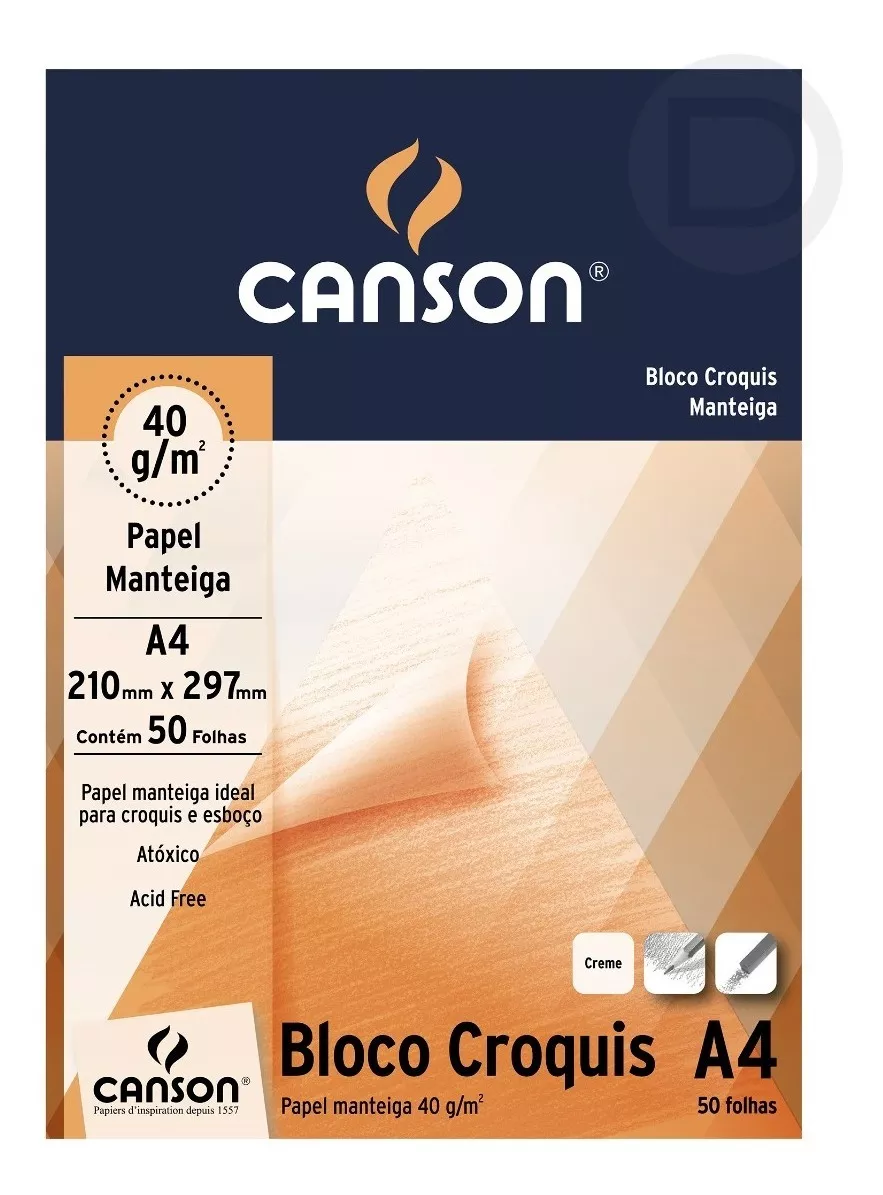 CANSON®
Bloco Croquis
Manteiga
40
g/m²
Papel
Manteiga
A4
210mm x 297mm
Contém 50 Folhas
Papel manteiga ideal
para croquis e esboço
Atóxico
Acid Free
Creme
CANSON®
Papiers d'inspiration depuis 1557
Bloco Croquis A4
Papel manteiga 40 g/m²
50 folhas
D